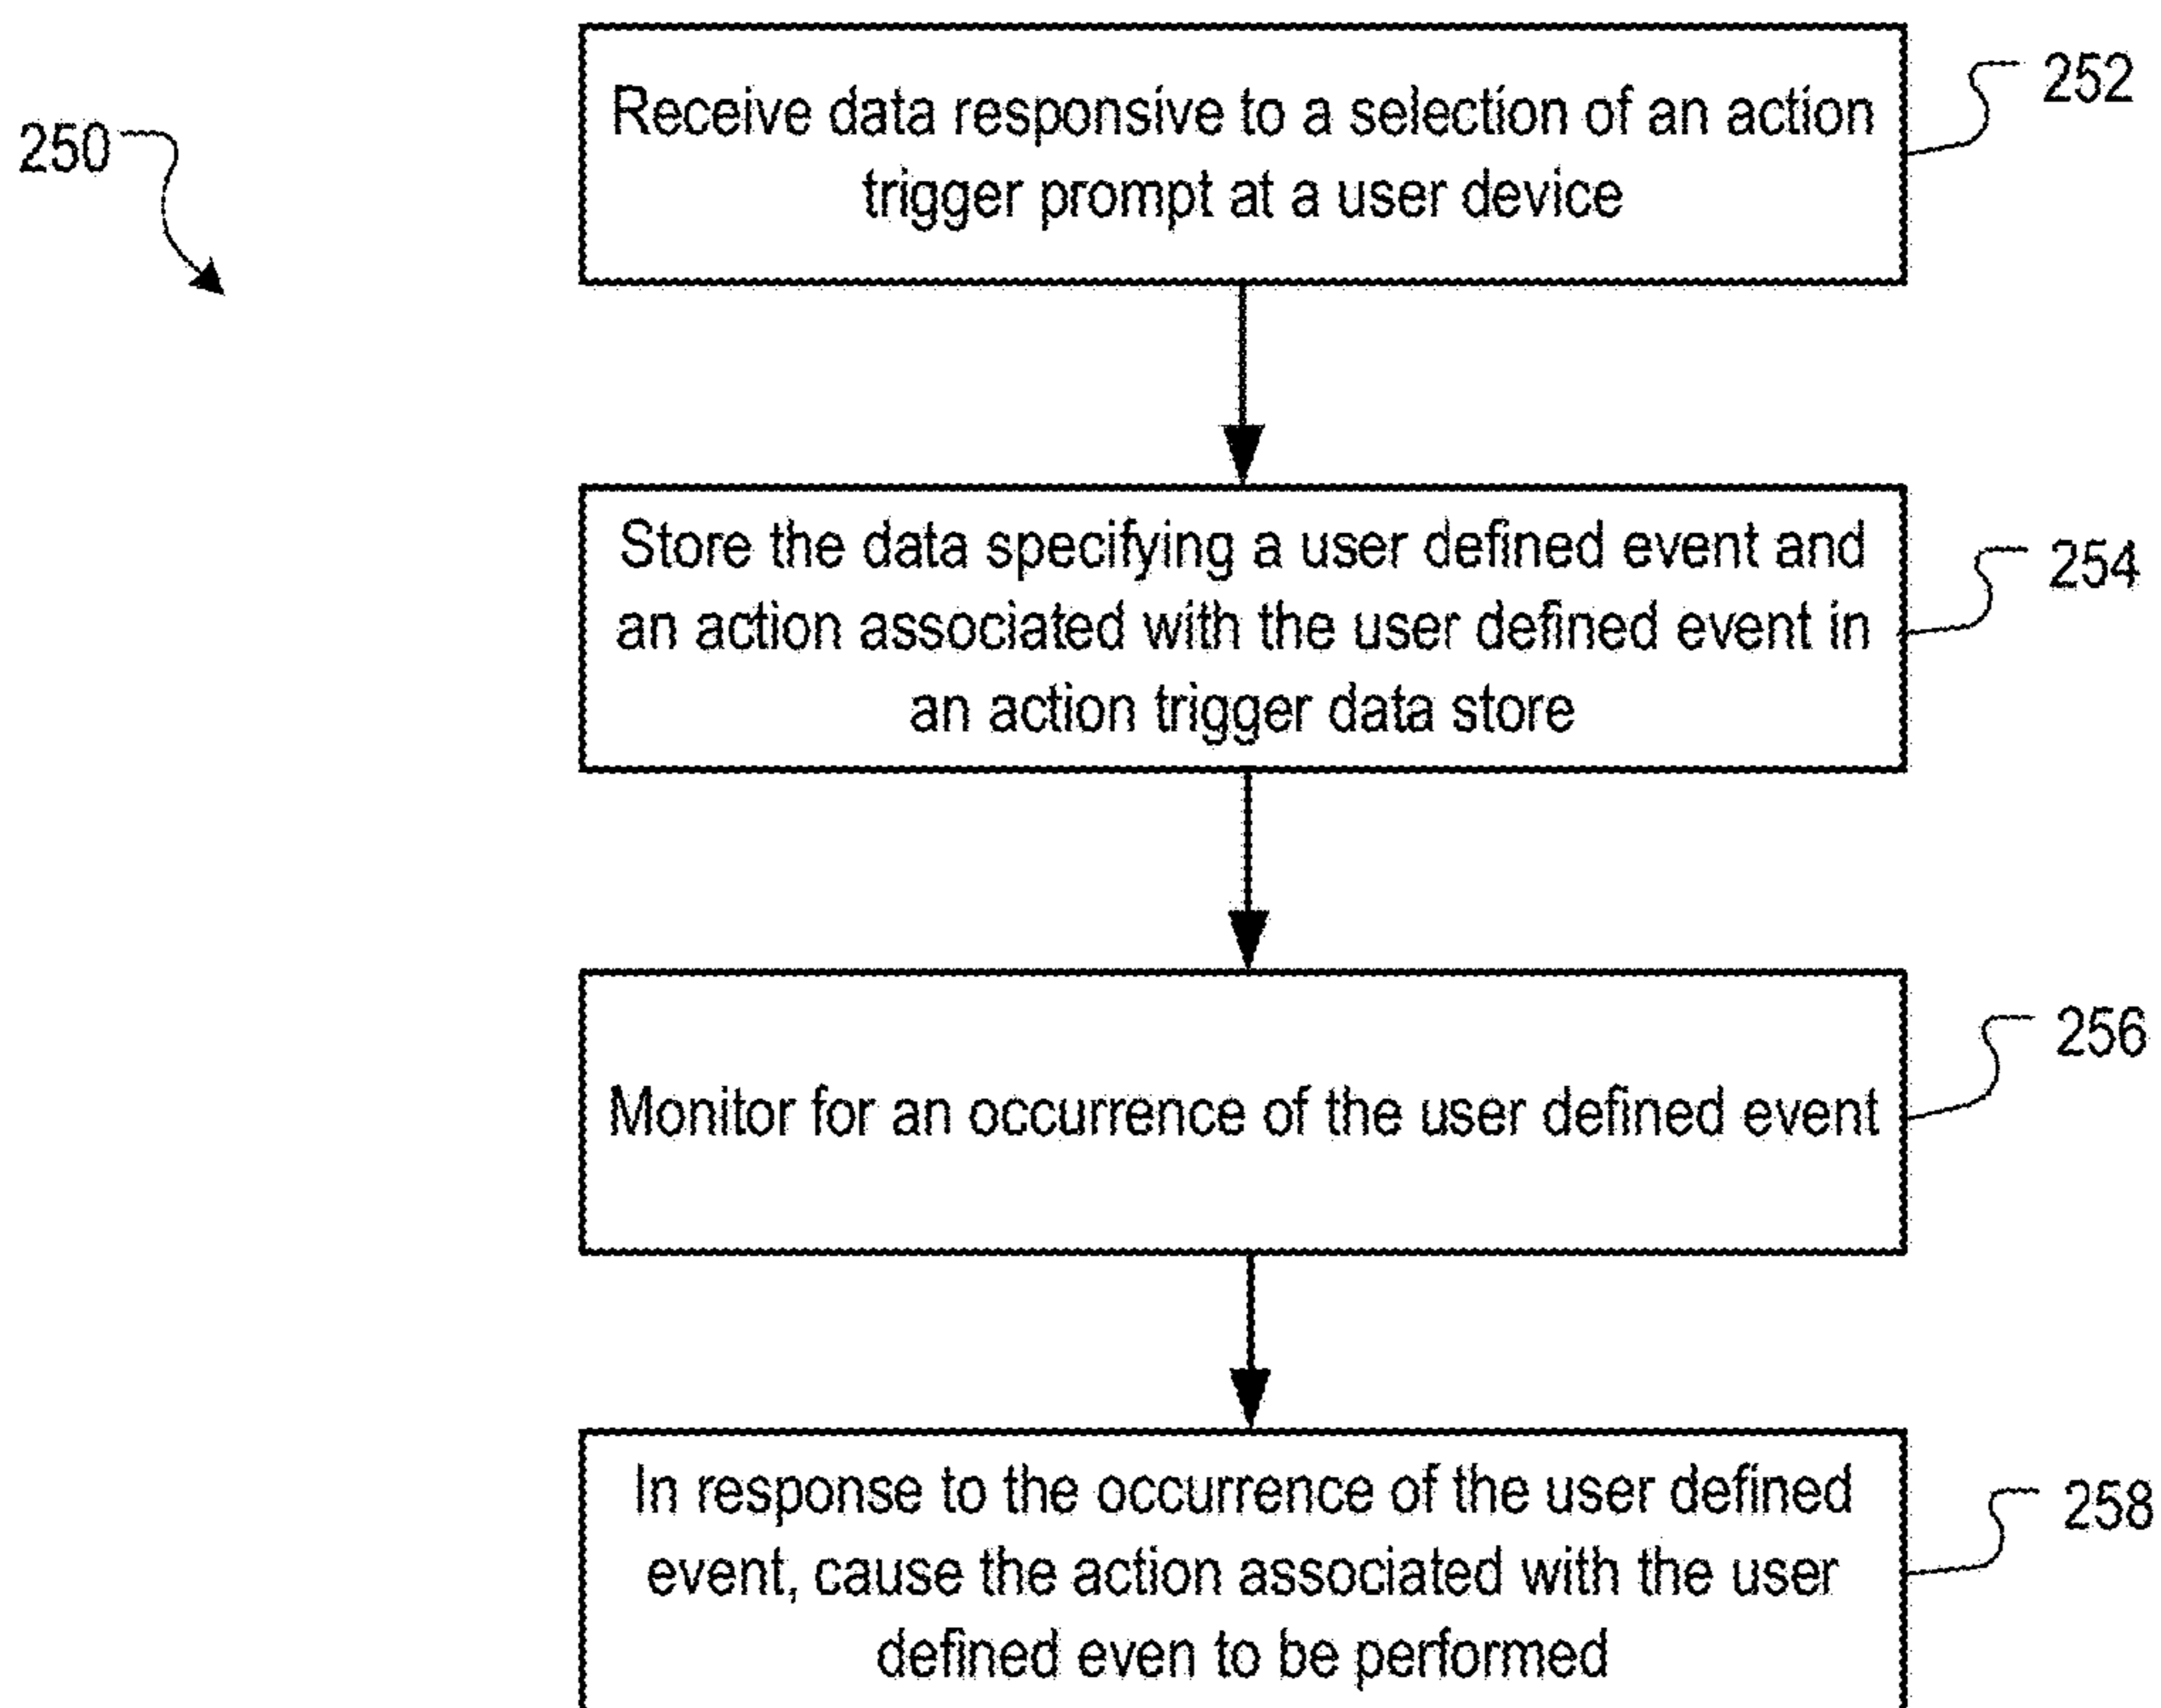 250
Receive data responsive to a selection of an action
trigger prompt at a user device
252
Store the data specifying a user defined event and
an action associated with the user defined event in
an action trigger data store
254
Monitor for an occurrence of the user defined event
256
In response to the occurrence of the user defined
event, cause the action associated with the user
defined even to be performed
258